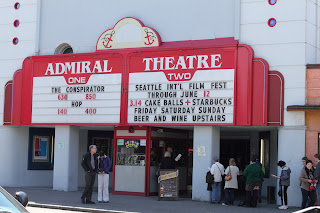 ADMIRAL
ONE
THE CONSPIRATOR
630 850
HOP
140 400
THEATRE
TWO
SEATTLE INT'L FILM FEST
THROUGH JUNE 12
3.14 CAKE BALLS + STARBUCKS
FRIDAY SATURDAY SUNDAY
BEER AND WINE UPSTAIRS